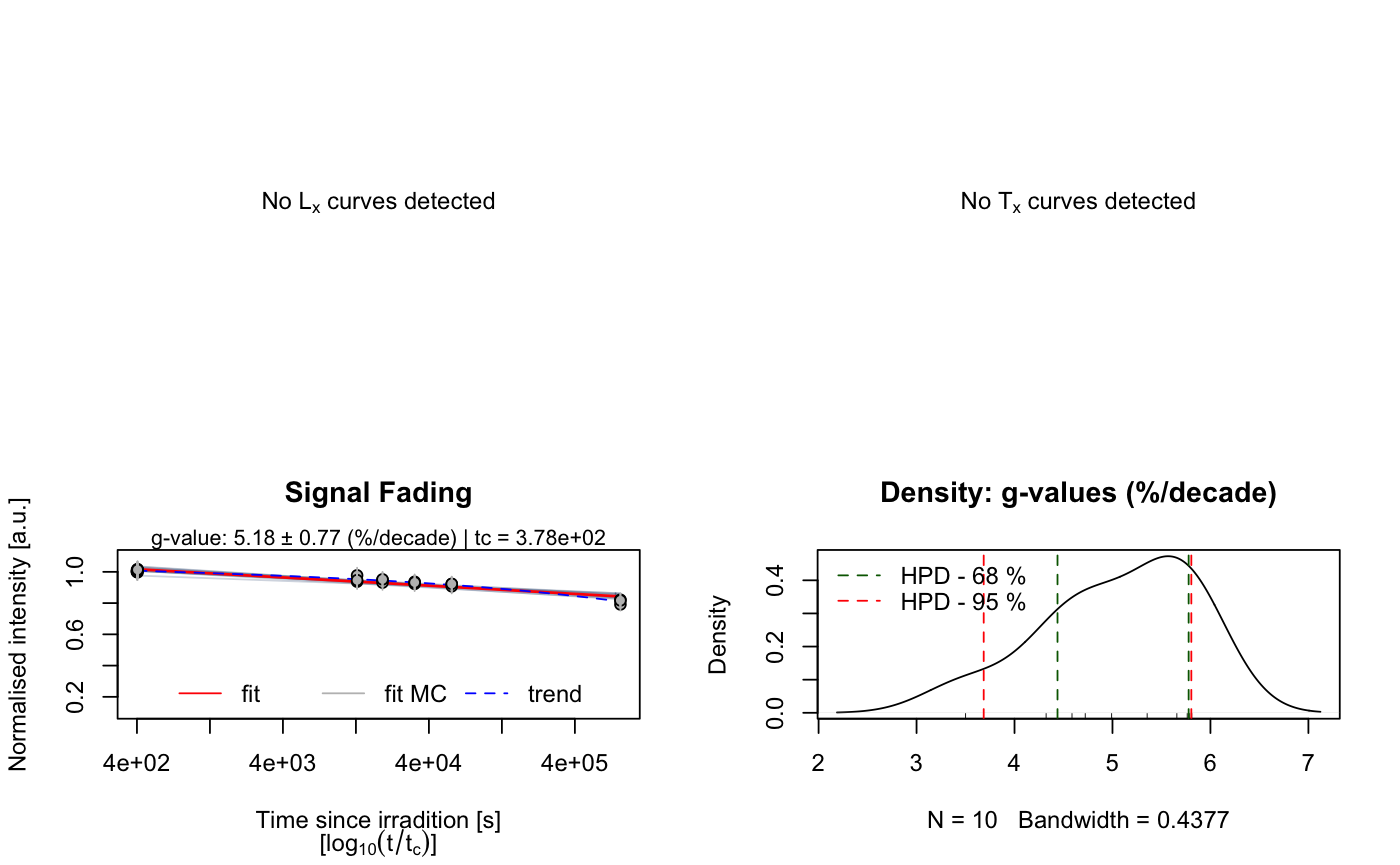 No Lx curves detected
No Tx curves detected
Signal Fading
g-value: 5.18 ± 0.77 (%/decade) | tc = 3.78e+02
Normalised intensity [a.u.]
1.0
0.6
0.2
fit
fit MC
trend
4e+02
4e+03
4e+04
4e+05
Time since irradition [s]
[log10(t/tc)]
Density: g-values (%/decade)
Density
0.4
0.2
0.0
HPD - 68 %
HPD - 95 %
2
3
4
5
6
7
N = 10   Bandwidth = 0.4377